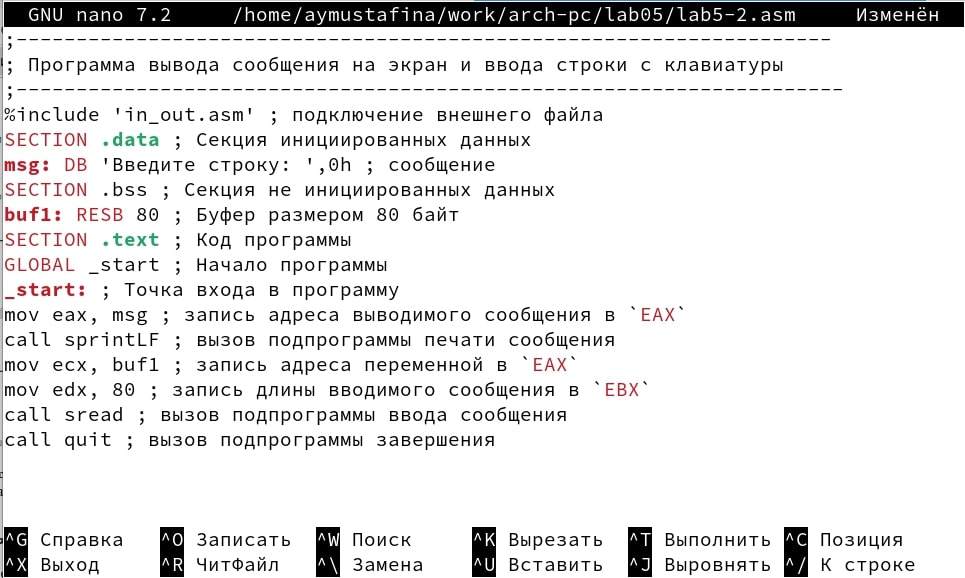 GNU nano 7.2 /home/aymustafina/work/arch-pc/lab05/lab5-2.asm Изменён
;--------------------------------------------------------------------
; Программа вывода сообщения на экран и ввода строки с клавиатуры
;---------------------------------------------------------------------
%include 'in_out.asm' ; подключение внешнего файла
SECTION .data ; Секция инициированных данных
msg: DB 'Введите строку: ',0h ; сообщение
SECTION .bss ; Секция не инициированных данных
buf1: RESB 80 ; Буфер размером 80 байт
SECTION .text ; Код программы
GLOBAL _start ; Начало программы
_start: ; Точка входа в программу
mov eax, msg ; запись адреса выводимого сообщения в `EAX`
call sprintLF ; вызов подпрограммы печати сообщения
mov ecx, buf1 ; запись адреса переменной в `EAX`
mov edx, 80 ; запись длины вводимого сообщения в `EBX`
call sread ; вызов подпрограммы ввода сообщения
call quit ; вызов подпрограммы завершения
^G Справка ^O Записать ^W Поиск ^K Вырезать ^T Выполнить ^C Позиция
^X Выход ^R ЧитФайл ^\ Замена ^U Вставить ^J Выровнять ^/ К строке